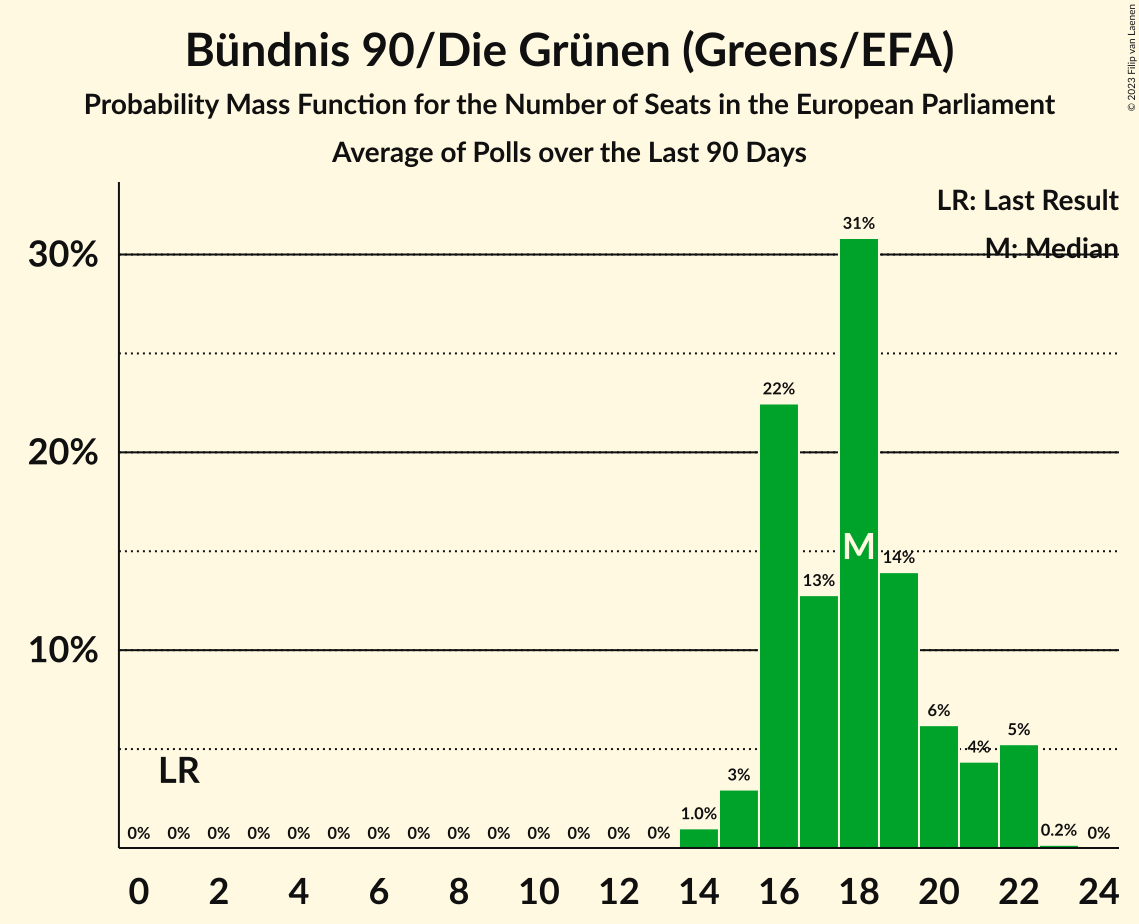 Bündnis 90/Die Grünen (Greens/EFA)
Probability Mass Function for the Number of Seats in the European Parliament
Average of Polls over the Last 90 Days
© 2023 Filip van Laenen
LR: Last Result
M: Median
30%
20%
10%
31%
22%
M
14%
13%
6%
5%
4%
LR
3%
1.0%
0% 0% 0% 0% 0% 0% 0% 0% 0% 0% 0% 0% 0% 0% 0.2% 0%
0 2 4 6 8 10 12 14 16 18 20 22 24